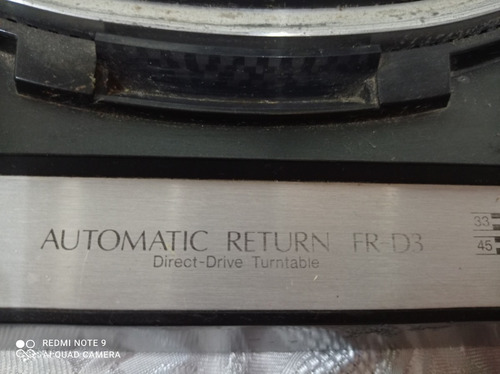 33
45
AUTOMATIC RETURN FR-D3
Direct-Drive Turntable
REDMI NOTE 9
AI QUAD CAMERA